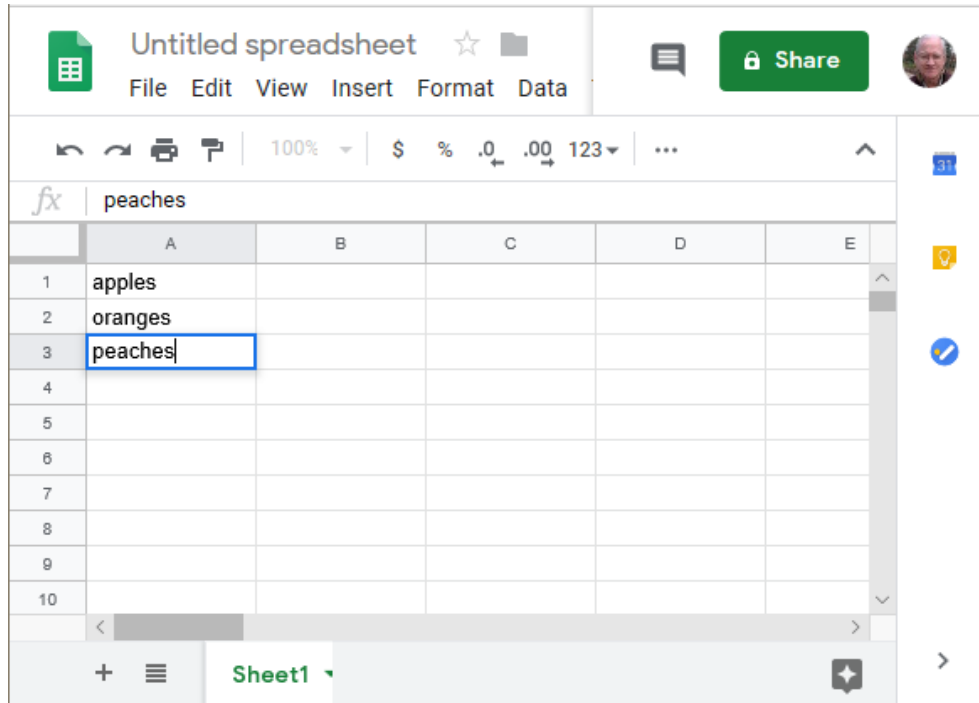 Untitled spreadsheet
Share
File Edit View Insert Format Data
100% $ % .0 .00 123
31
fx peaches
A B C D E
1 apples
2 oranges
3 peaches
4
5
6
7
8
9
10
Sheet1